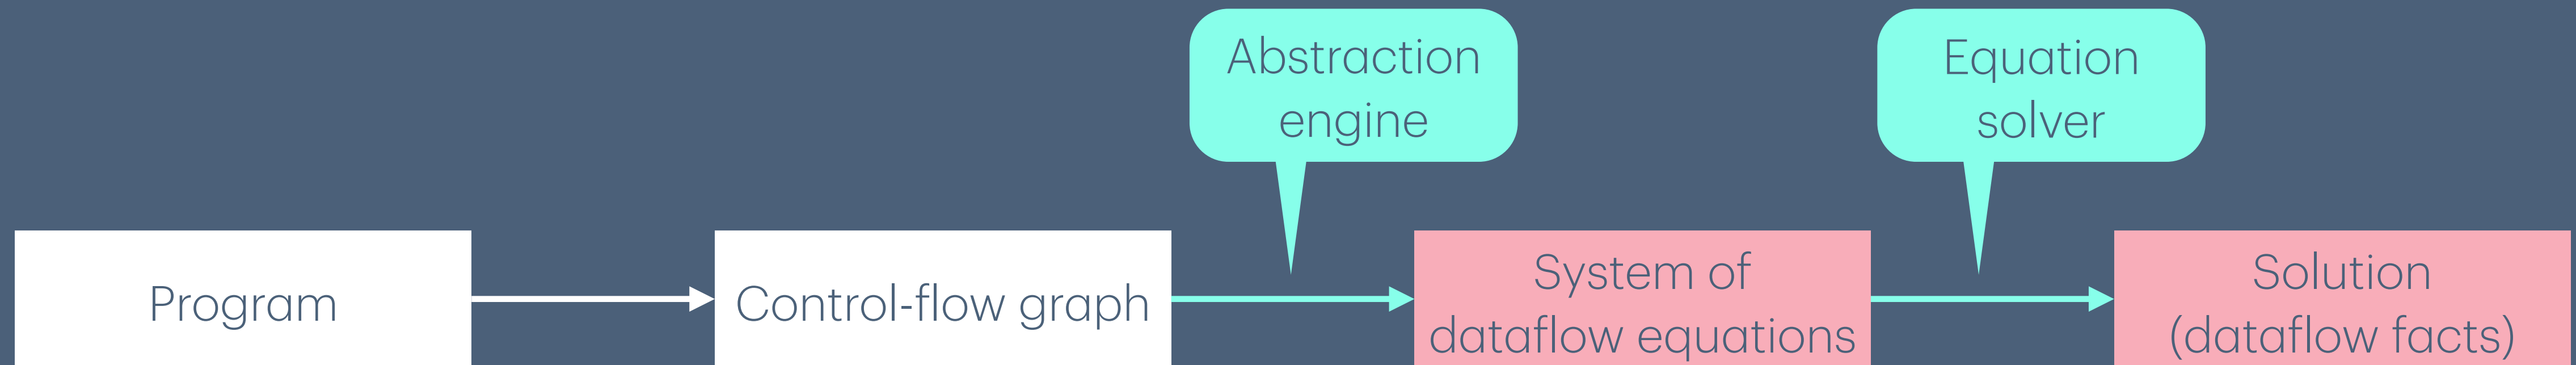 Abstraction
engine
Equation
solver
Program
Control-flow graph
System of
dataflow equations
Solution
(dataflow facts)